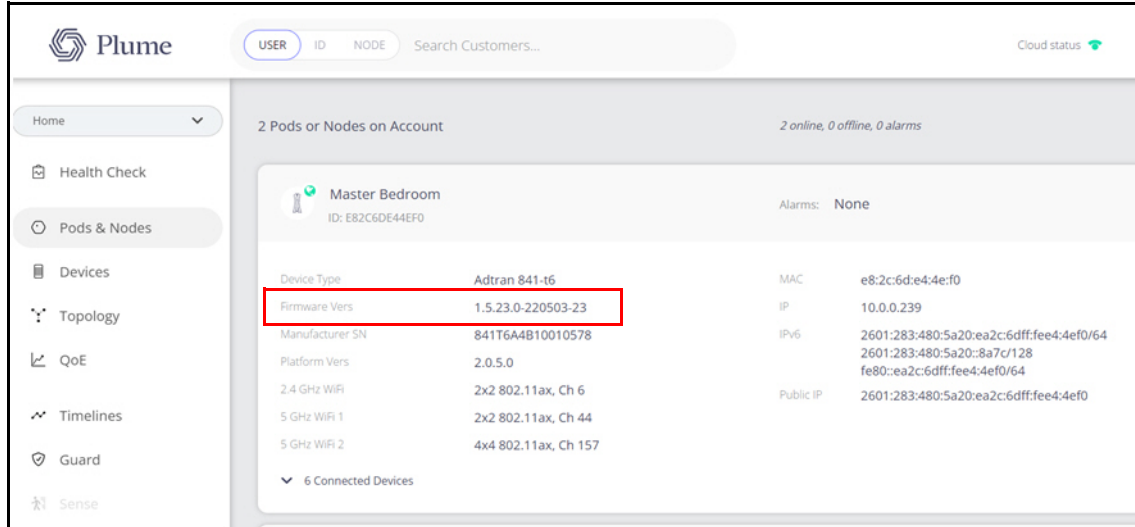 Plume
USER ID NODE Search Customers...
Cloud status
Home
Health Check
Pods & Nodes
Devices
Topology
QoE
Timelines
Guard
Sense
2 Pods or Nodes on Account
2 online, 0 offline, 0 alarms
Master Bedroom
ID: E82C6DE44EF0
Alarms: None
Device Type Adtran 841-t6
Firmware Vers 1.5.23.0-220503-23
Manufacturer SN 841T6A4B10010578
Platform Vers 2.0.5.0
2.4 GHz WiFi 2x2 802.11ax, Ch 6
5 GHz WiFi 1 2x2 802.11ax, Ch 44
5 GHz WiFi 2 4x4 802.11ax, Ch 157
6 Connected Devices
MAC e8:2c:6d:e4:4e:f0
IP 10.0.0.239
IPv6 2601:283:480:5a20:ea2c:6dff:fee4:4ef0/64
2601:283:480:5a20::8a7c/128
fe80::ea2c:6dff:fee4:4ef0/64
Public IP 2601:283:480:5a20:ea2c:6dff:fee4:4ef0